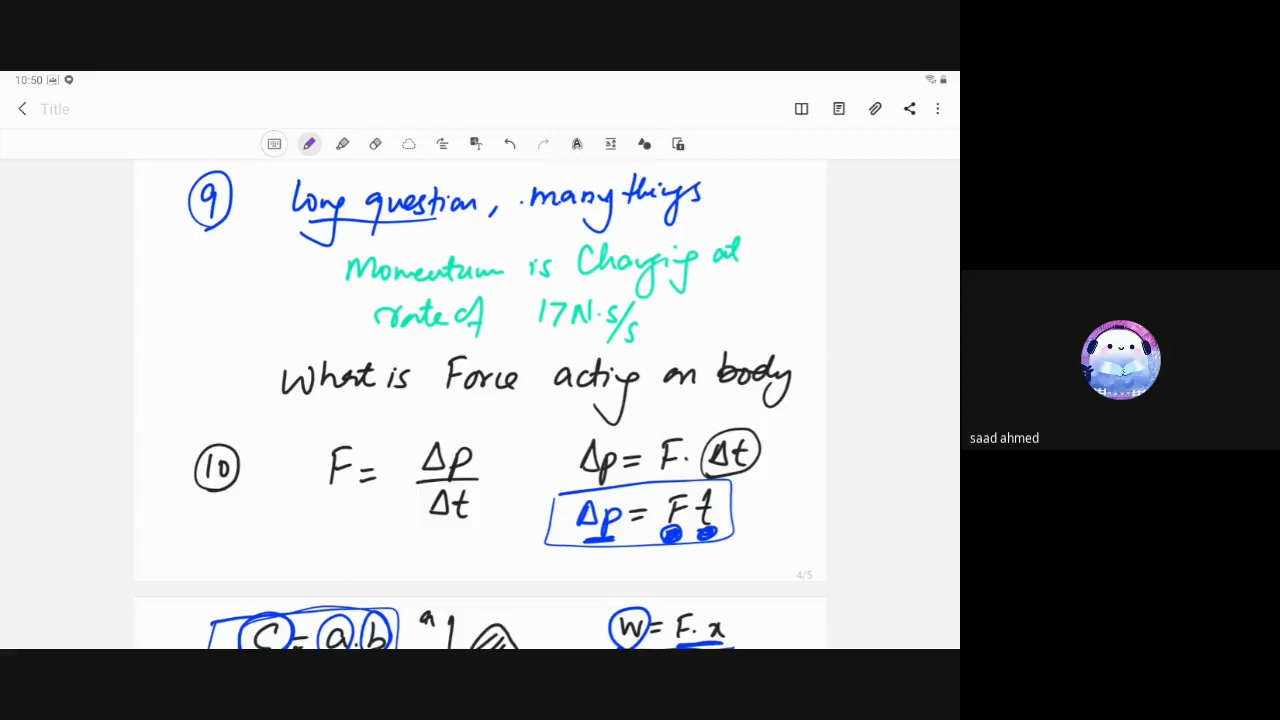 10:50
Title
9 Long question, many things
Momentum is Changing at
rate of 17 N.s/s
What is Force acting on body
10 F = Δp/Δt Δp = F. Δt
Δp = Ft
4/5
C = a.b a W = F.x
saad ahmed